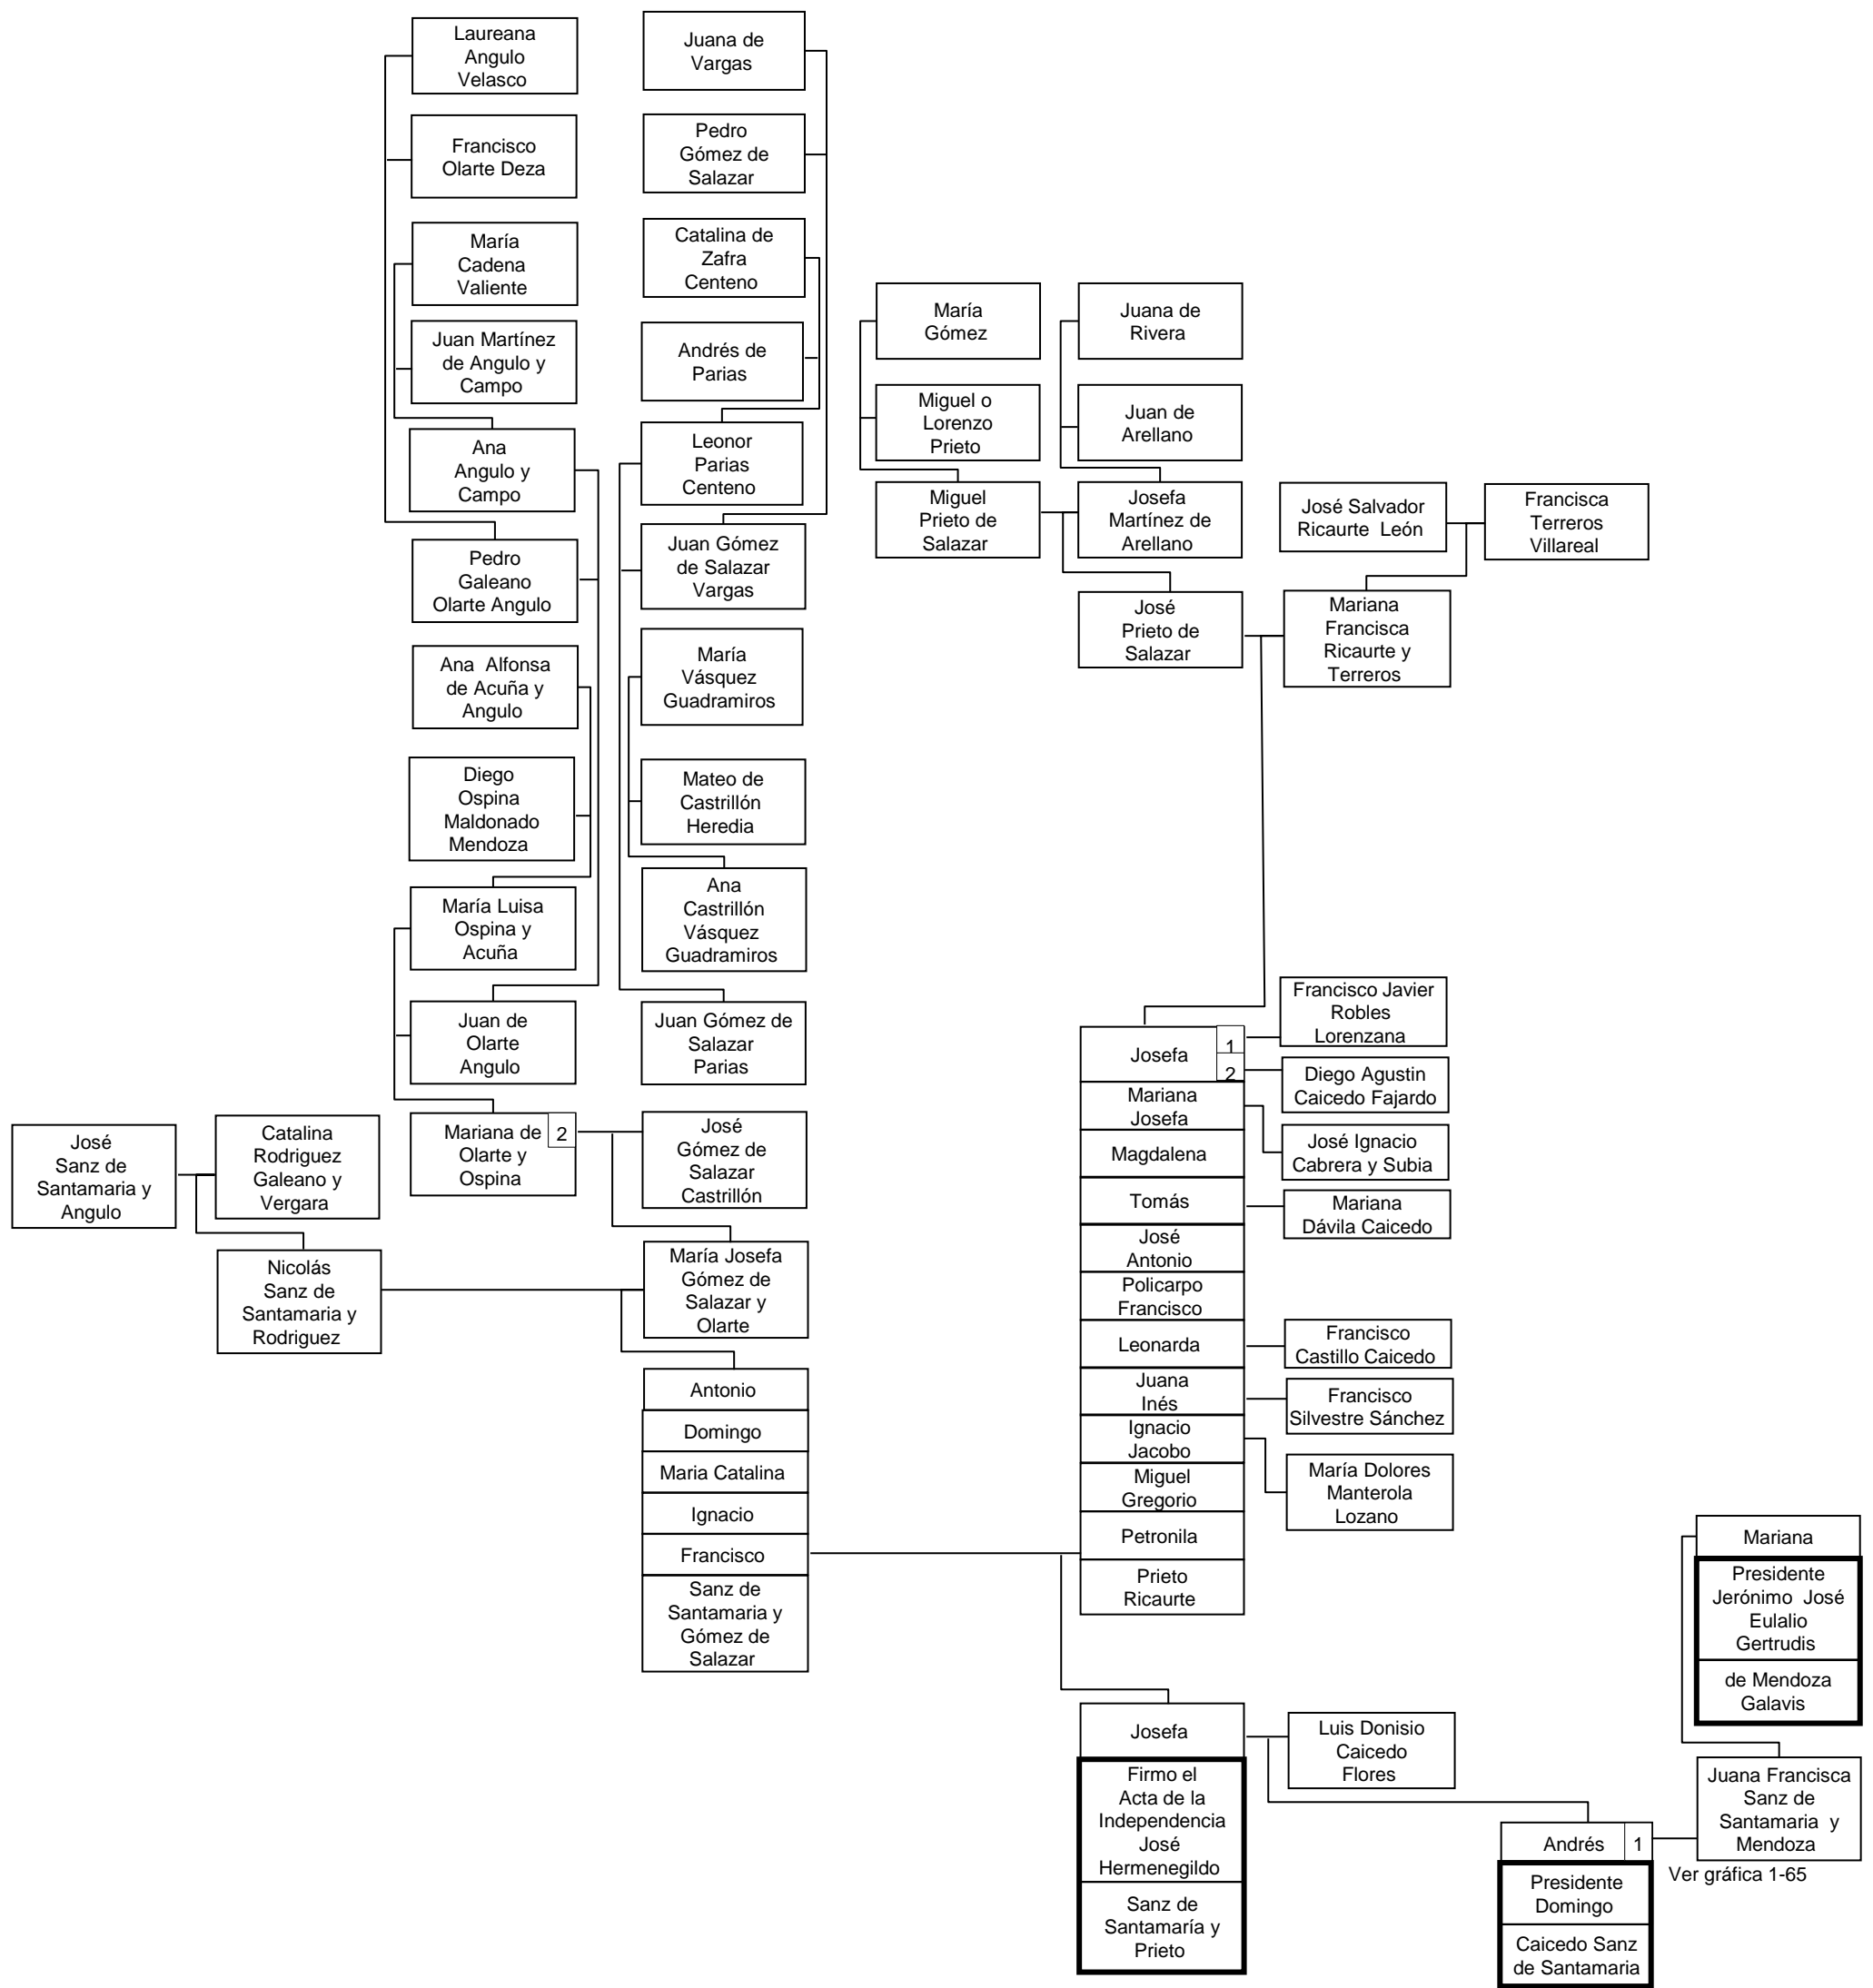 Laureana
Angulo
Velasco
Francisco
Olarte Deza
María
Cadena
Valiente
Juan Martínez
de Angulo y
Campo
Ana
Angulo y
Campo
Pedro
Galeano
Olarte Angulo
Ana Alfonsa
de Acuña y
Angulo
Diego
Ospina
Maldonado
Mendoza
María Luisa
Ospina y
Acuña
Juan de
Olarte
Angulo
Mariana de
Olarte y
Ospina
2
Juana de
Vargas
Pedro
Gómez de
Salazar
Catalina de
Zafra
Centeno
Andrés de
Parias
Leonor
Parias
Centeno
Juan Gómez
de Salazar
Vargas
María
Vásquez
Guadramiros
Mateo de
Castrillón
Heredia
Ana
Castrillón
Vásquez
Guadramiros
Juan Gómez de
Salazar
Parias
José
Gómez de
Salazar
Castrillón
José
Sanz de
Santamaria y
Angulo
Catalina
Rodriguez
Galeano y
Vergara
Nicolás
Sanz de
Santamaria y
Rodriguez
María Josefa
Gómez de
Salazar y
Olarte
Antonio
Domingo
Maria Catalina
Ignacio
Francisco
Sanz de
Santamaria y
Gómez de
Salazar
María
Gómez
Miguel o
Lorenzo
Prieto
Miguel
Prieto de
Salazar
Juana de
Rivera
Juan de
Arellano
Josefa
Martínez de
Arellano
José Salvador
Ricaurte León
Francisca
Terreros
Villareal
José
Prieto de
Salazar
Mariana
Francisca
Ricaurte y
Terreros
Josefa
1
2
Mariana
Josefa
Magdalena
Tomás
José
Antonio
Policarpo
Francisco
Leonarda
Juana
Inés
Ignacio
Jacobo
Miguel
Gregorio
Petronila
Prieto
Ricaurte
Francisco Javier
Robles
Lorenzana
Diego Agustin
Caicedo Fajardo
José Ignacio
Cabrera y Subia
Mariana
Dávila Caicedo
Francisco
Castillo Caicedo
Francisco
Silvestre Sánchez
María Dolores
Manterola
Lozano
Josefa
Firmo el
Acta de la
Independencia
José
Hermenegildo
Sanz de
Santamaría y
Prieto
Luis Donisio
Caicedo
Flores
Andrés
1
Presidente
Domingo
Caicedo Sanz
de Santamaria
Mariana
Presidente
Jerónimo José
Eulalio
Gertrudis
de Mendoza
Galavis
Juana Francisca
Sanz de
Santamaria y
Mendoza
Ver gráfica 1-65